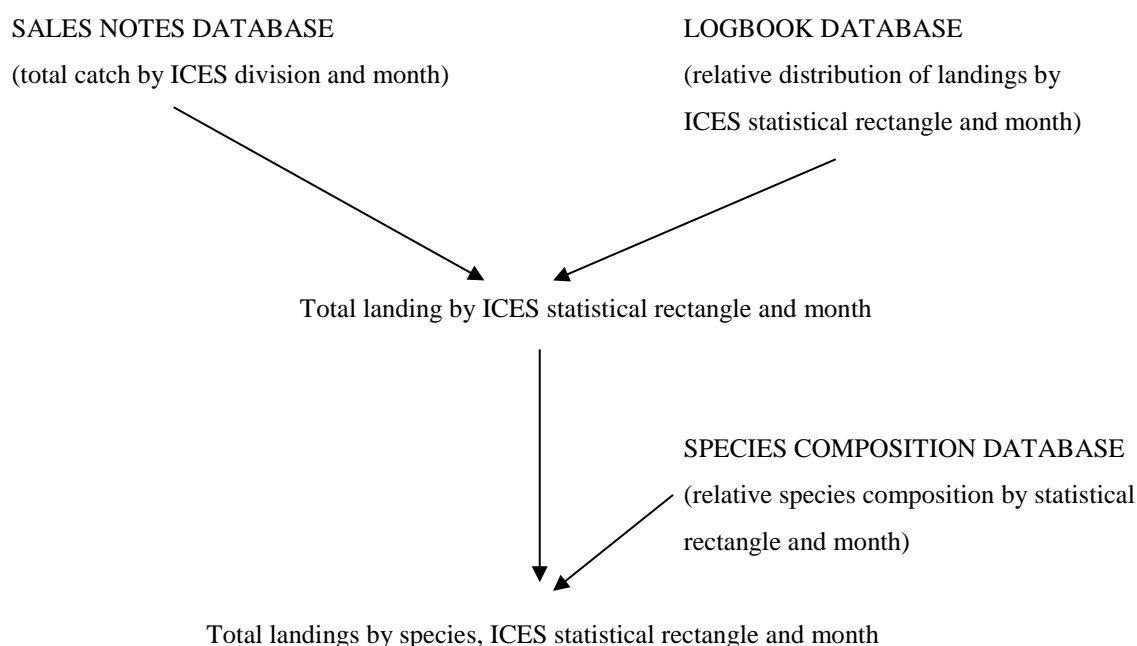 SALES NOTES DATABASE
(total catch by ICES division and month)
LOGBOOK DATABASE
(relative distribution of landings by
ICES statistical rectangle and month)
Total landing by ICES statistical rectangle and month
SPECIES COMPOSITION DATABASE
(relative species composition by statistical
rectangle and month)
Total landings by species, ICES statistical rectangle and month